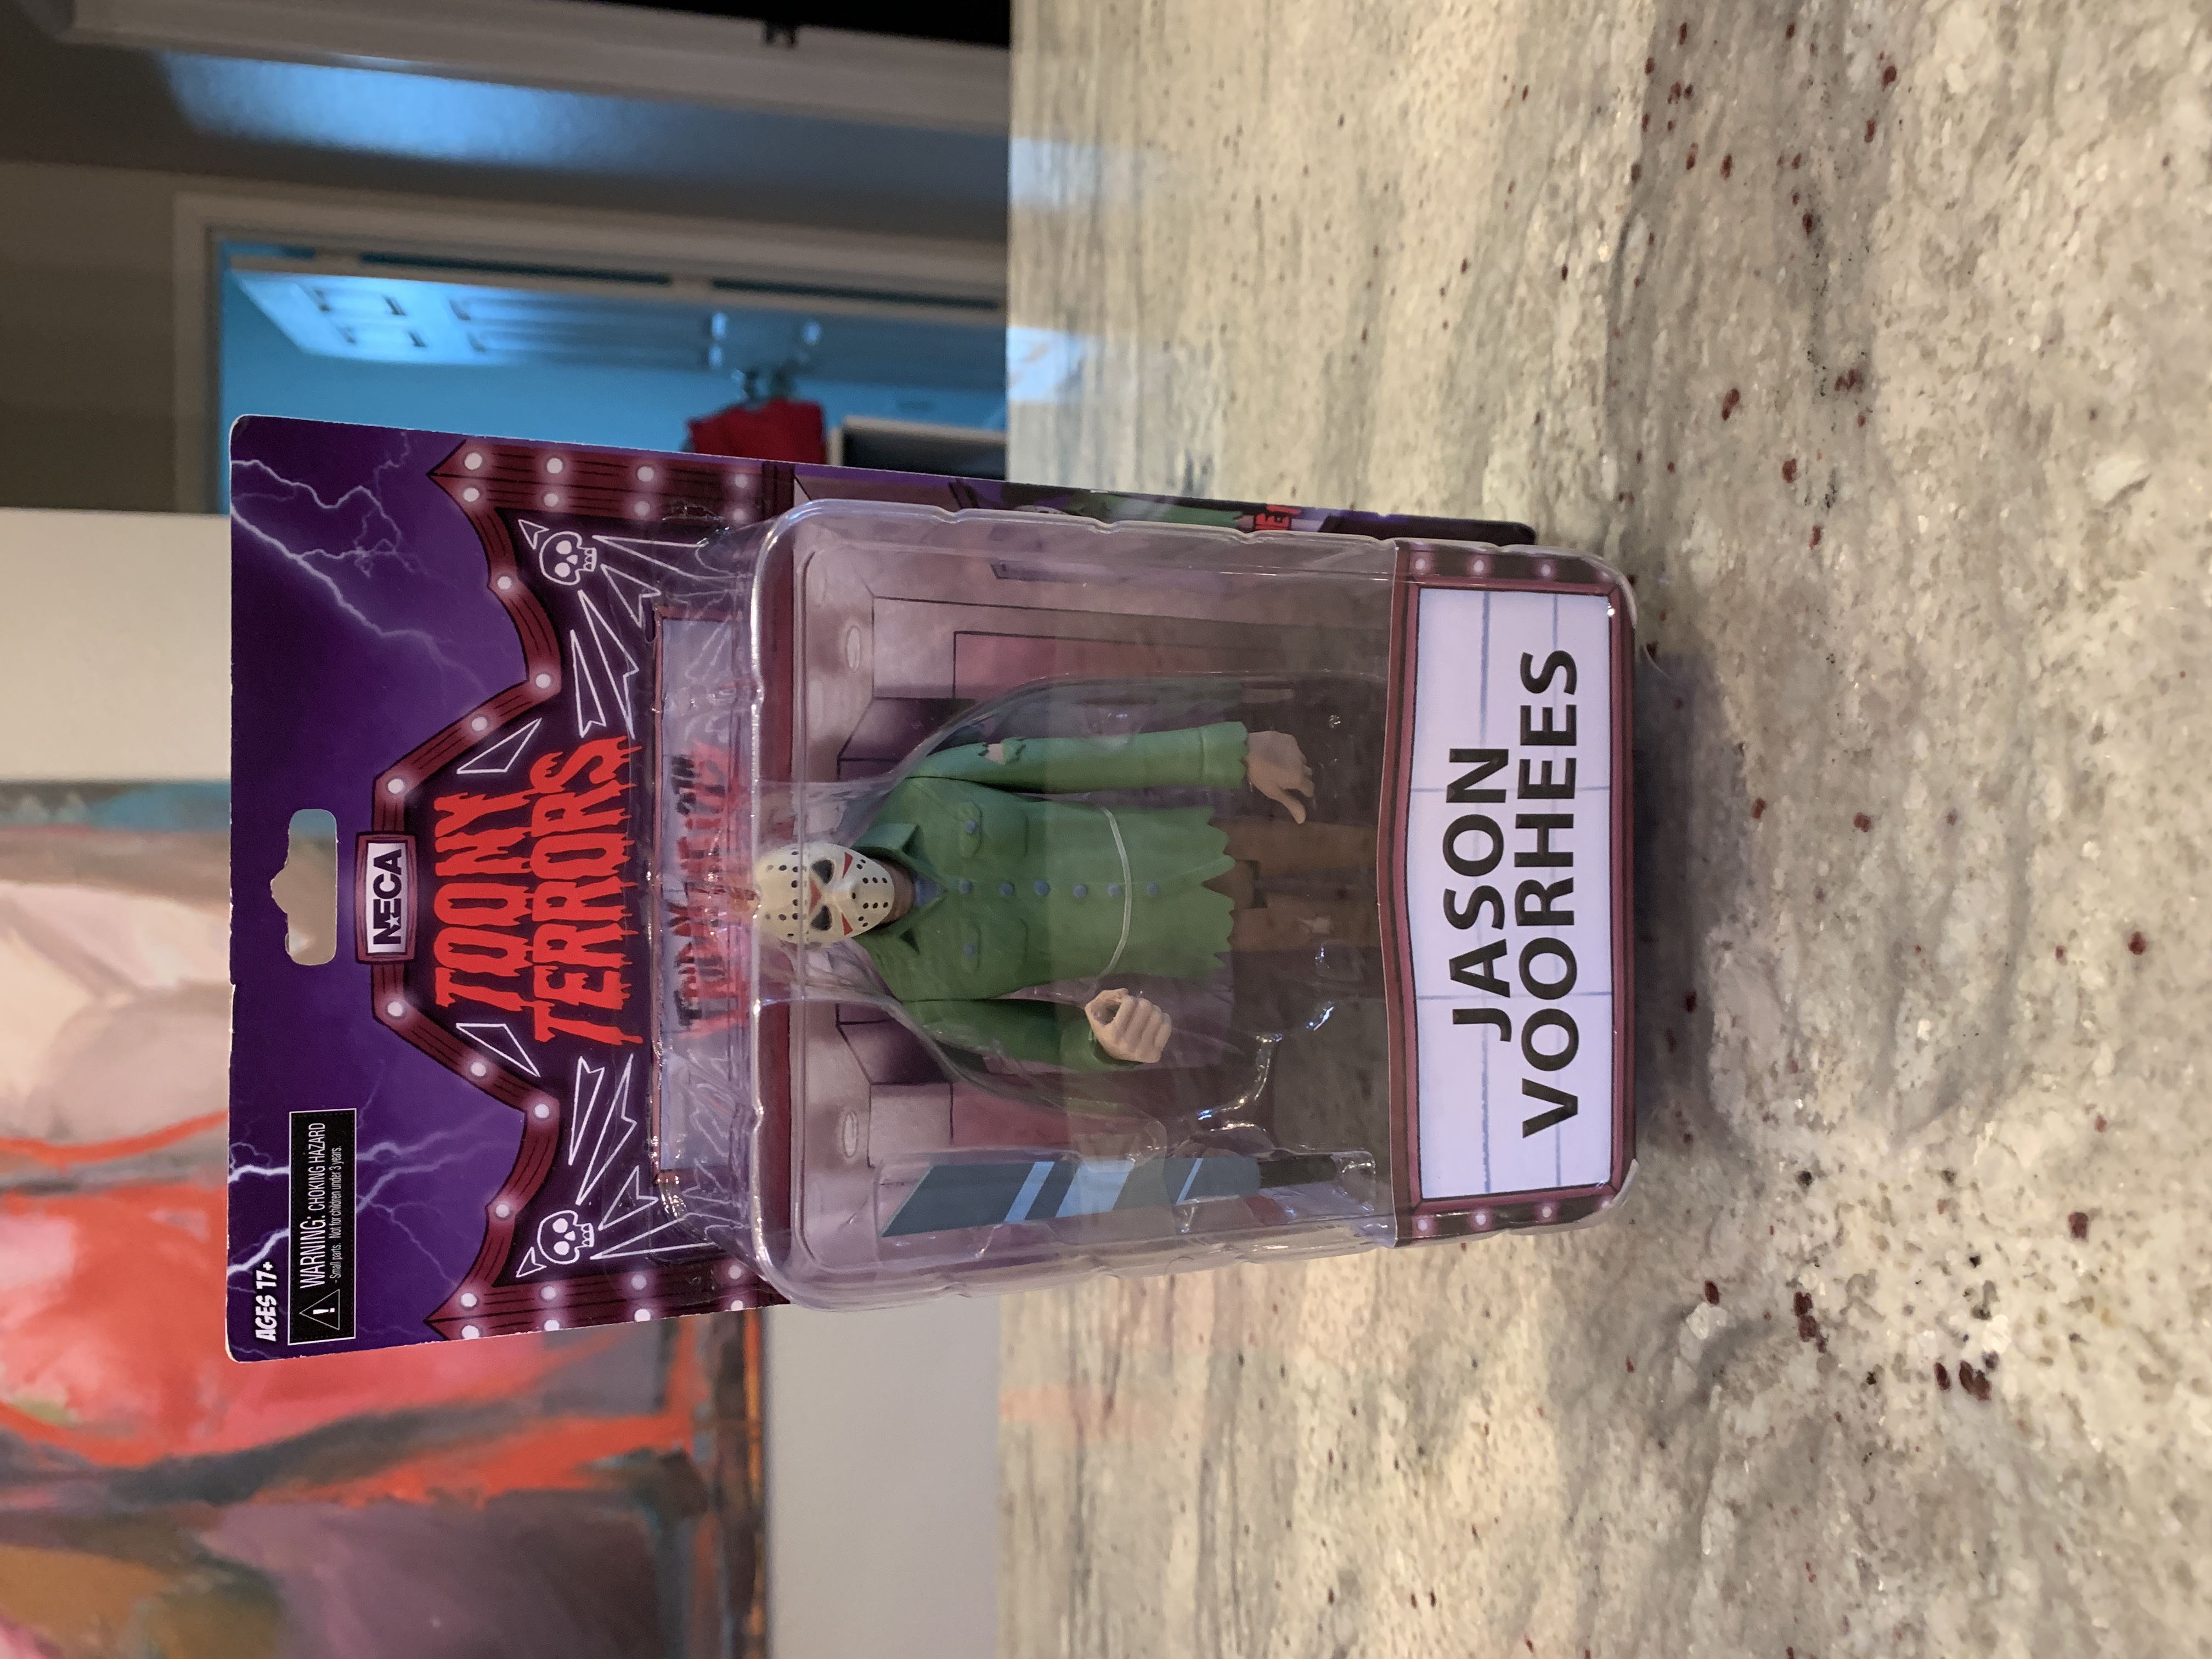 AGES 17+
WARNING: CHOKING HAZARD
- Small parts. Not for children under 3 years.
NECA
TOONY
TERRORS
JASON
VOORHEES